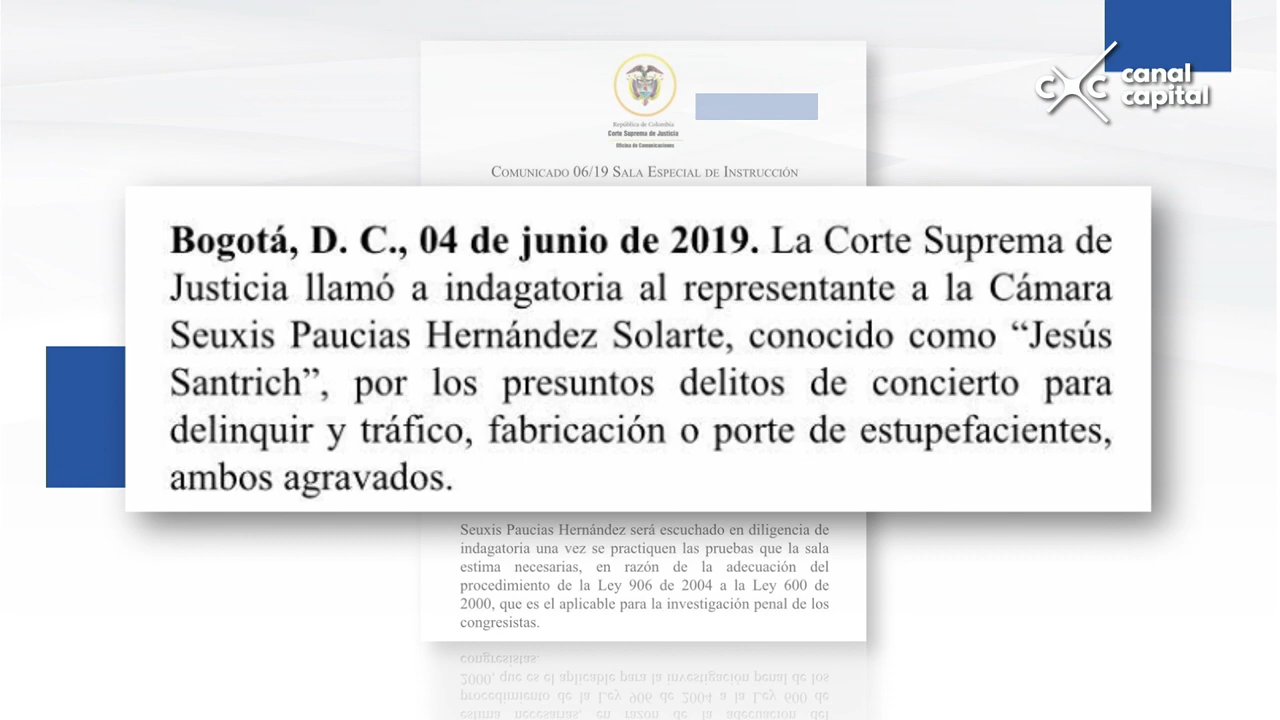 canal
capital
República de Colombia
Corte Suprema de Justicia
Oficina de Comunicaciones
Comunicado 06/19 Sala Especial de Instrucción
Bogotá, D. C., 04 de junio de 2019. La Corte Suprema de
Justicia llamó a indagatoria al representante a la Cámara
Seuxis Paucias Hernández Solarte, conocido como “Jesús
Santrich”, por los presuntos delitos de concierto para
delinquir y tráfico, fabricación o porte de estupefacientes,
ambos agravados.
Seuxis Paucias Hernández será escuchado en diligencia de
indagatoria una vez se practiquen las pruebas que la sala
estima necesarias, en razón de la adecuación del
procedimiento de la Ley 906 de 2004 a la Ley 600 de
2000, que es el aplicable para la investigación penal de los
congresistas.